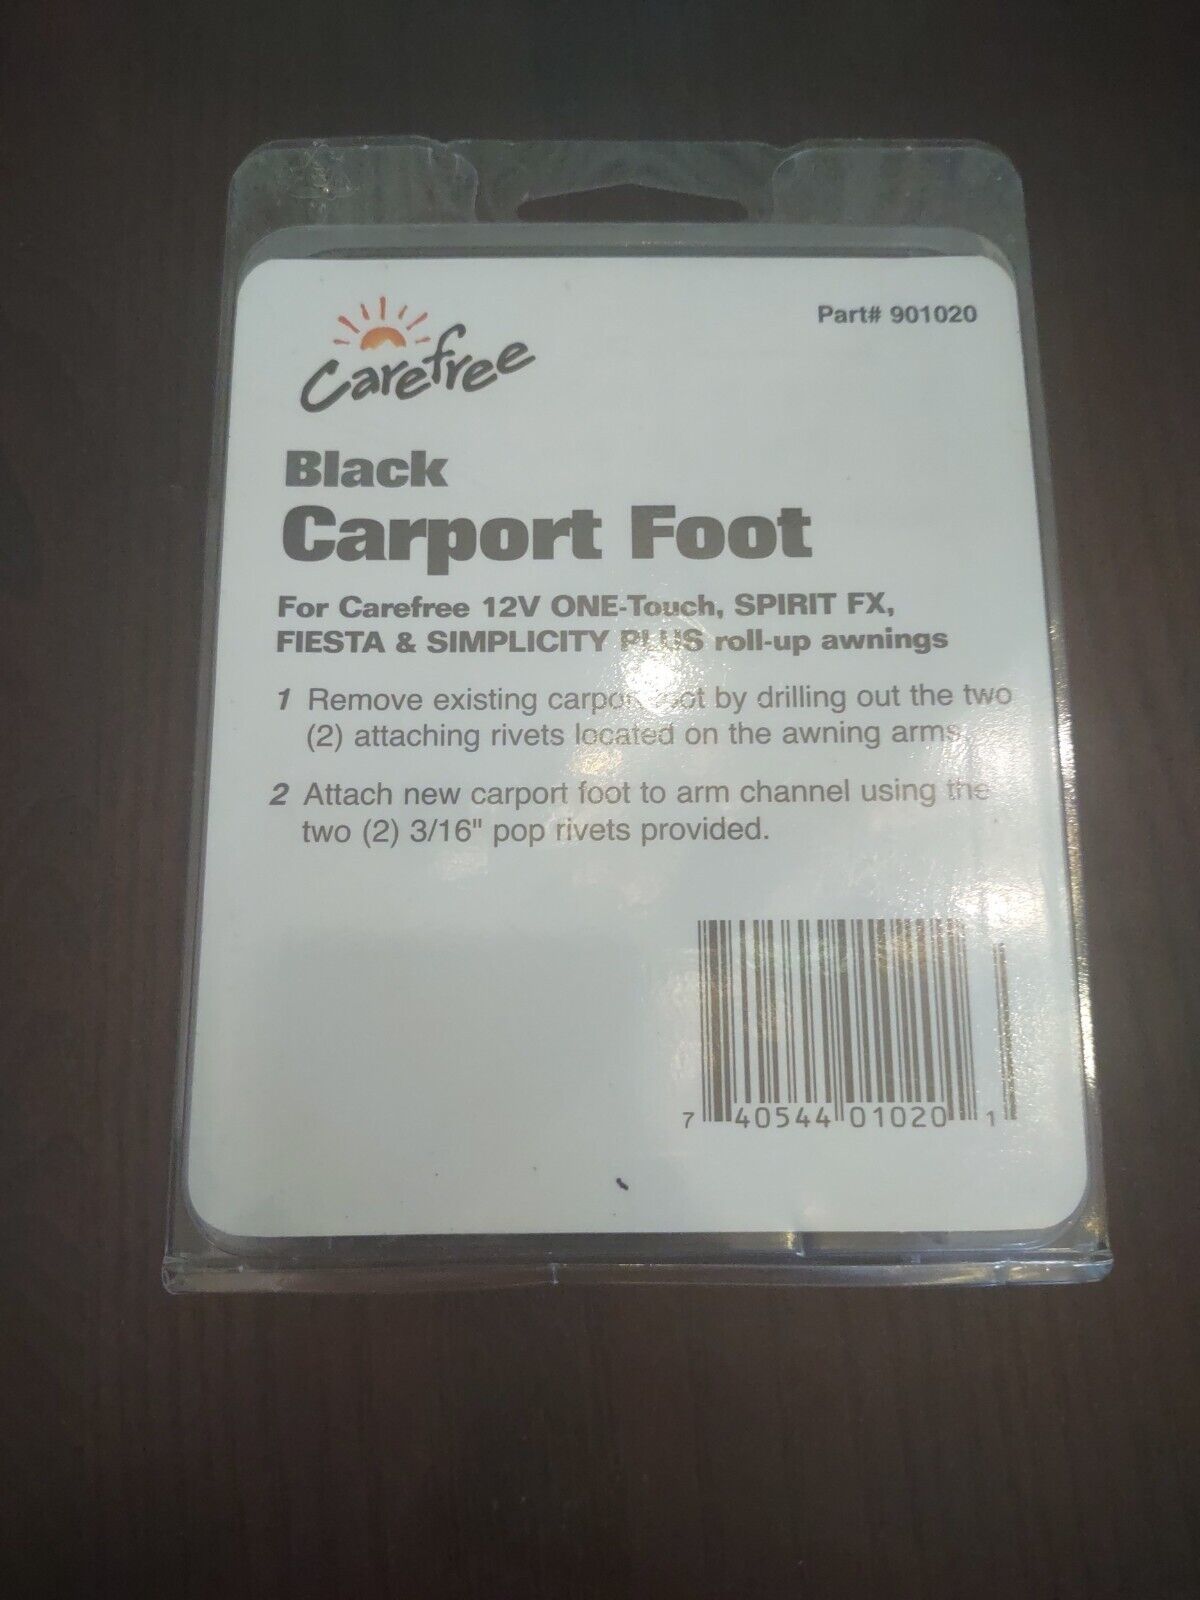 Carefree
Part# 901020
Black
Carport Foot
For Carefree 12V ONE-Touch, SPIRIT FX,
FIESTA & SIMPLICITY PLUS roll-up awnings
1 Remove existing carport foot by drilling out the two
(2) attaching rivets located on the awning arms.
2 Attach new carport foot to arm channel using the
two (2) 3/16" pop rivets provided.
7 40544 01020 1